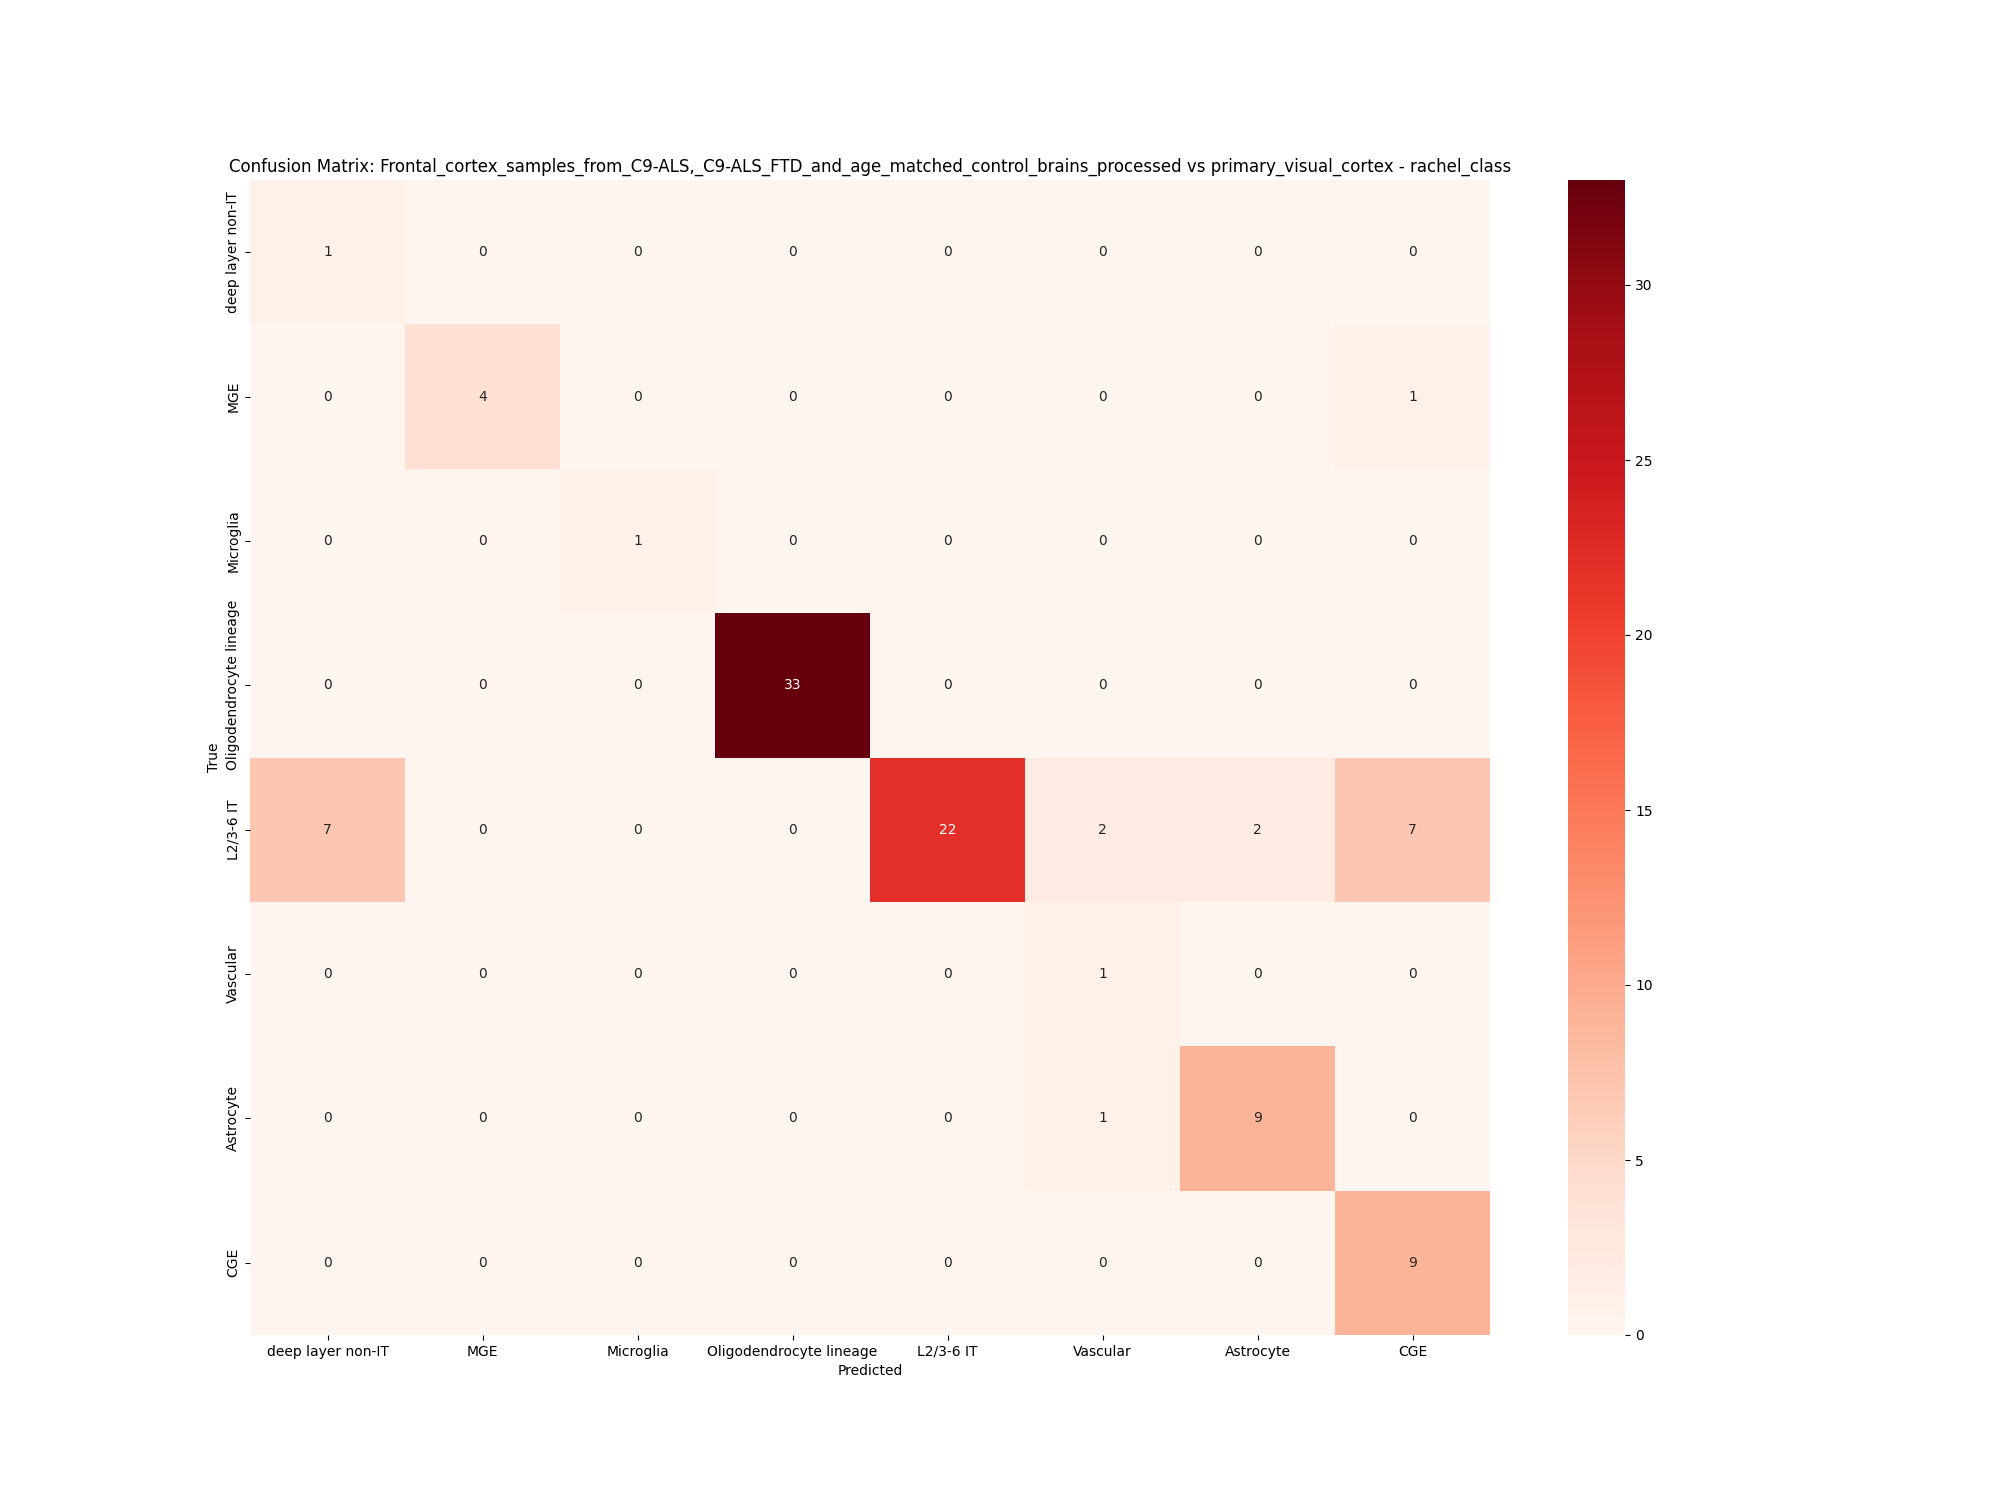 Confusion Matrix: Frontal_cortex_samples_from_C9-ALS,_C9-ALS_FTD_and_age_matched_control_brains_processed vs primary_visual_cortex - rachel_class
True
deep layer non-IT
1 0 0 0 0 0 0 0
MGE
0 4 0 0 0 0 0 1
Microglia
0 0 1 0 0 0 0 0
Oligodendrocyte lineage
0 0 0 33 0 0 0 0
L2/3-6 IT
7 0 0 0 22 2 2 7
Vascular
0 0 0 0 0 1 0 0
Astrocyte
0 0 0 0 0 1 9 0
CGE
0 0 0 0 0 0 0 9
deep layer non-IT MGE Microglia Oligodendrocyte lineage L2/3-6 IT Vascular Astrocyte CGE
Predicted
30
25
20
15
10
5
0